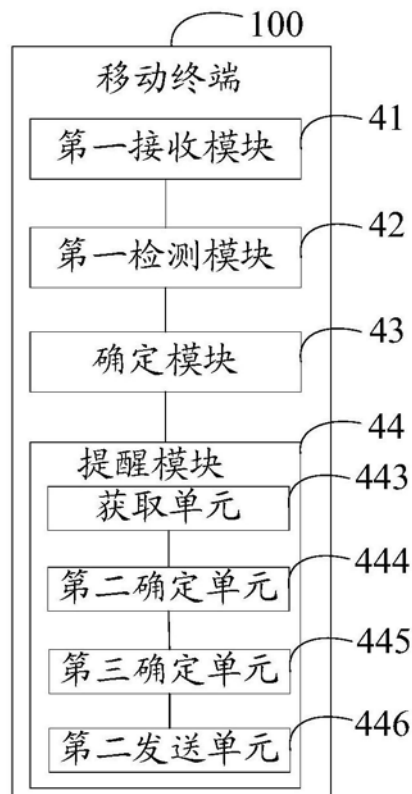 100
移动终端
第一接收模块
41
第一检测模块
42
确定模块
43
44
提醒模块
获取单元
443
第二确定单元
444
第三确定单元
445
第二发送单元
446